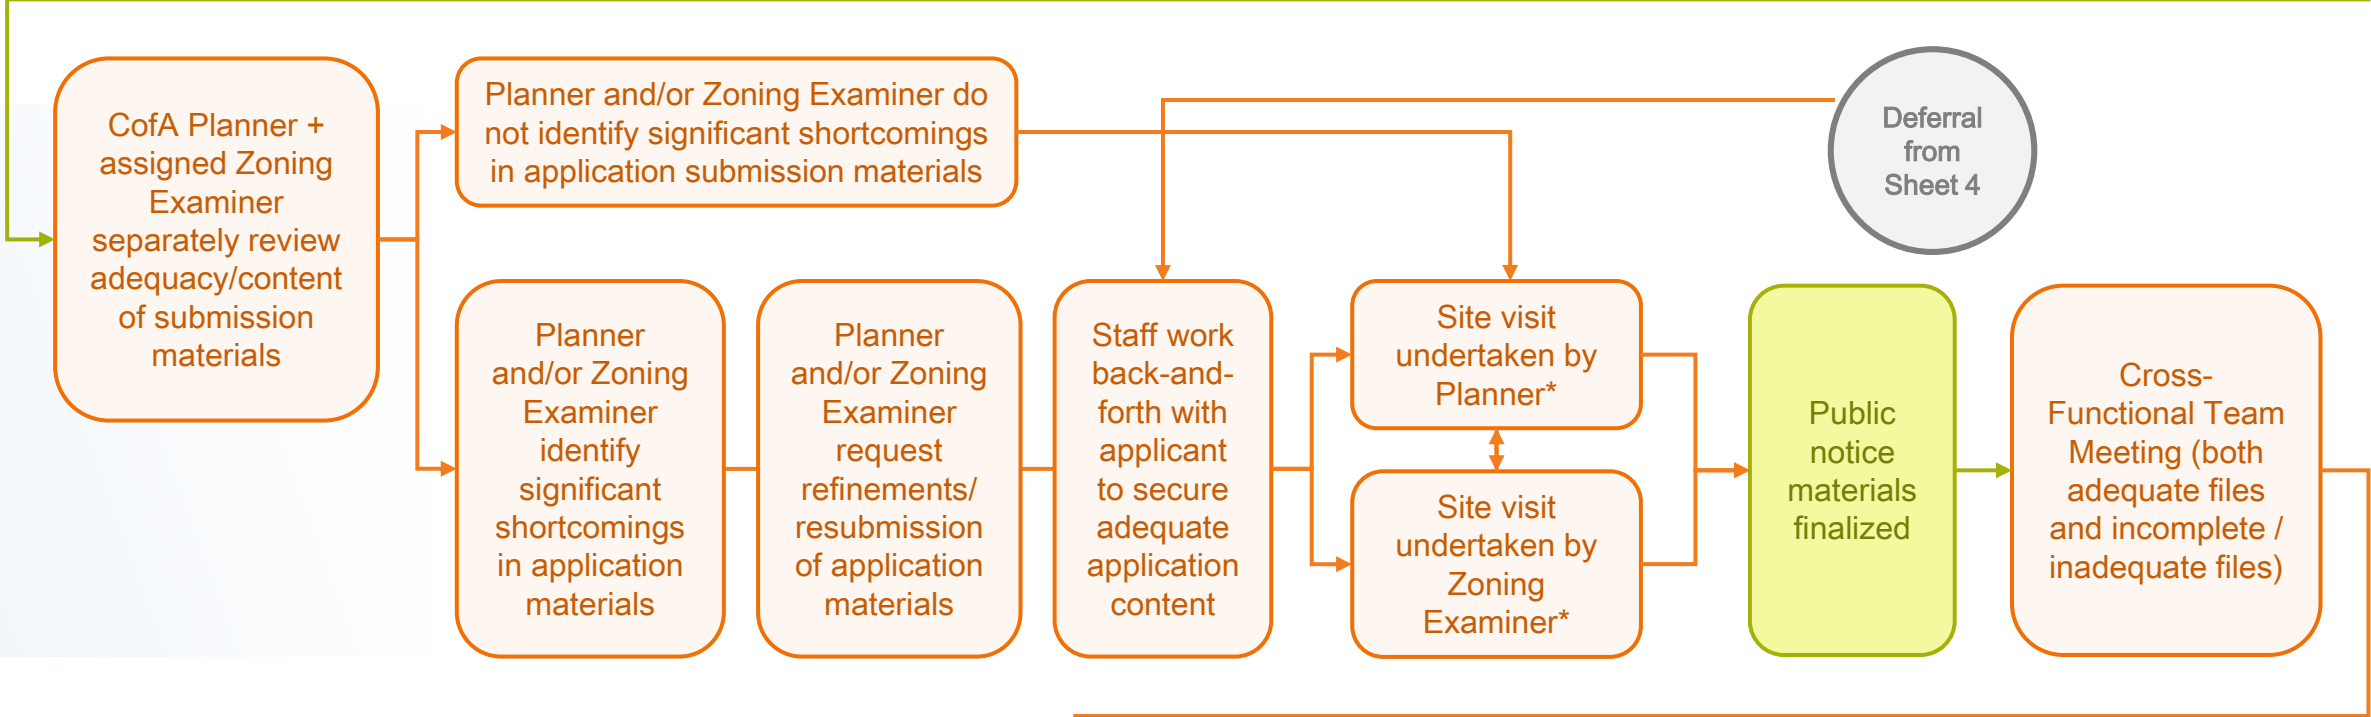 CofA Planner +
assigned Zoning
Examiner
separately review
adequacy/content
of submission
materials
Planner and/or Zoning Examiner do
not identify significant shortcomings
in application submission materials
Deferral
from
Sheet 4
Planner
and/or Zoning
Examiner
identify
significant
shortcomings
in application
materials
Planner
and/or Zoning
Examiner
request
refinements/
resubmission
of application
materials
Staff work
back-and-
forth with
applicant
to secure
adequate
application
content
Site visit
undertaken by
Planner*
Site visit
undertaken by
Zoning
Examiner*
Public
notice
materials
finalized
Cross-
Functional Team
Meeting (both
adequate files
and incomplete /
inadequate files)